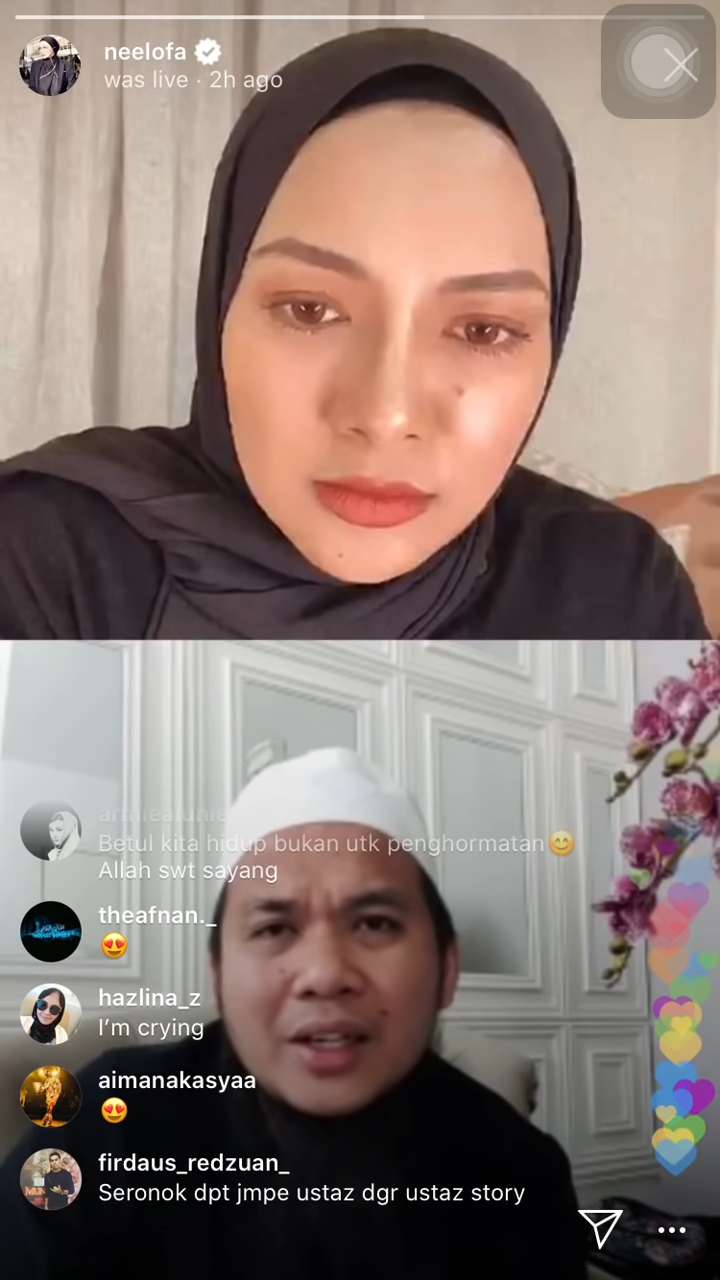 neelofa
was live · 2h ago
armiealunie
Betul kita hidup bukan utk penghormatan😊
Allah swt sayang
theafnan._
😍
hazlina_z
I'm crying
aimanakasyaa
😍
firdaus_redzuan_
Seronok dpt jmpe ustaz dgr ustaz story